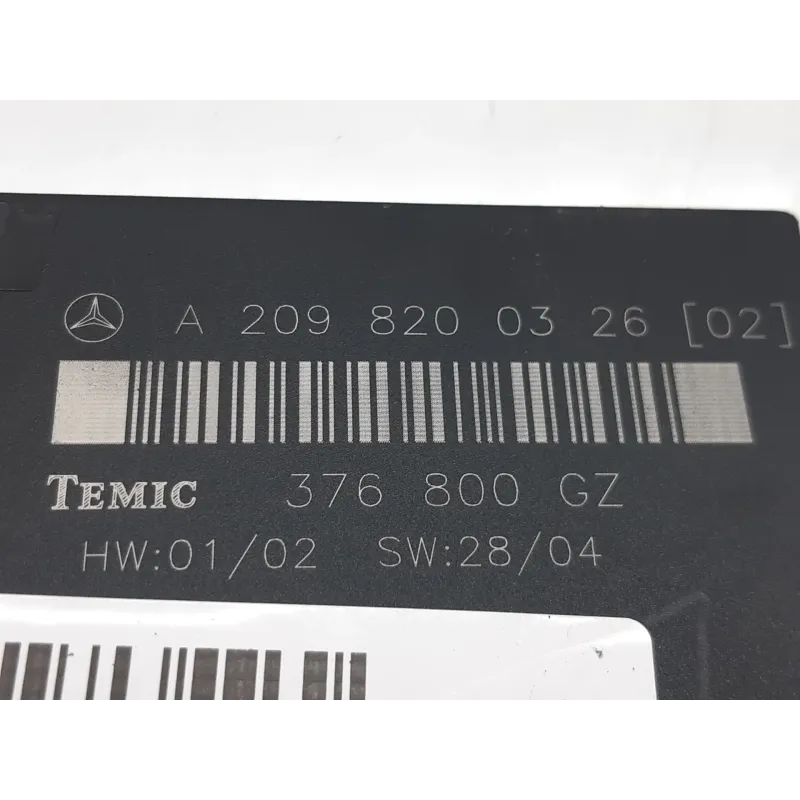 A 209 820 03 26 [02]
TEMIC 376 800 GZ
HW:01/02 SW:28/04